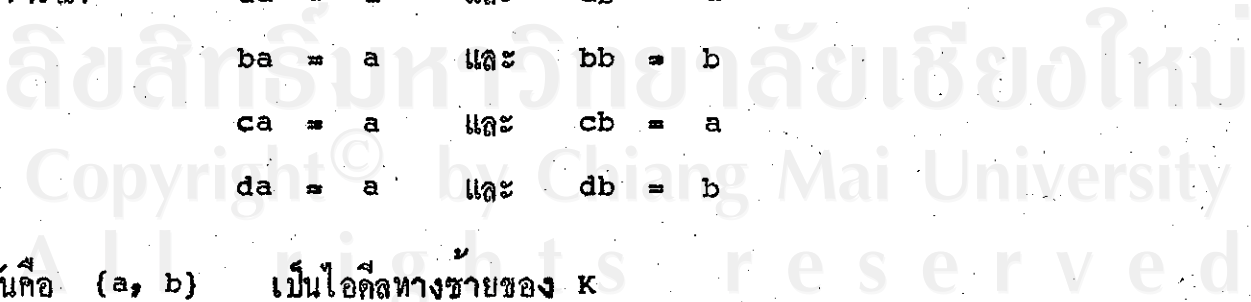 ba = a และ bb = b
ลิขสิทธิ์มหาวิทยาลัยเชียงใหม่
ca = a และ cb = a
Copyright© by Chiang Mai University
da = a และ db = b
All rights reserved
นคือ {a, b} เป็นไอดีลทางซ้ายของ K